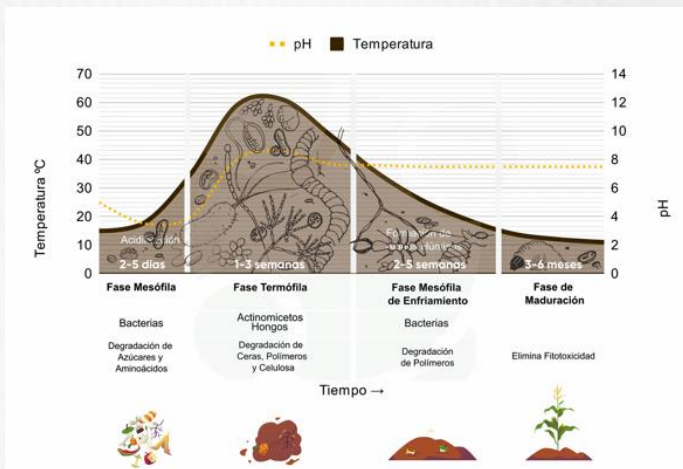 pH Temperatura
70 14
60 12
50 10
40 8
30 6
20 4
10 2
0 0
Temperatura ºC
pH
Acidificación
Formación de
2-5 días 1-3 semanas 2-5 semanas 3-6 meses
Fase Mesófila
Fase Termófila
Fase Mesófila
de Enfriamiento
Fase de
Maduración
Bacterias
Actinomicetos
Hongos
Bacterias
Degradación de
Azúcares y
Aminoácidos
Degradación de
Ceras, Polímeros
y Celulosa
Degradación
de Polímeros
Elimina Fitotoxicidad
Tiempo →